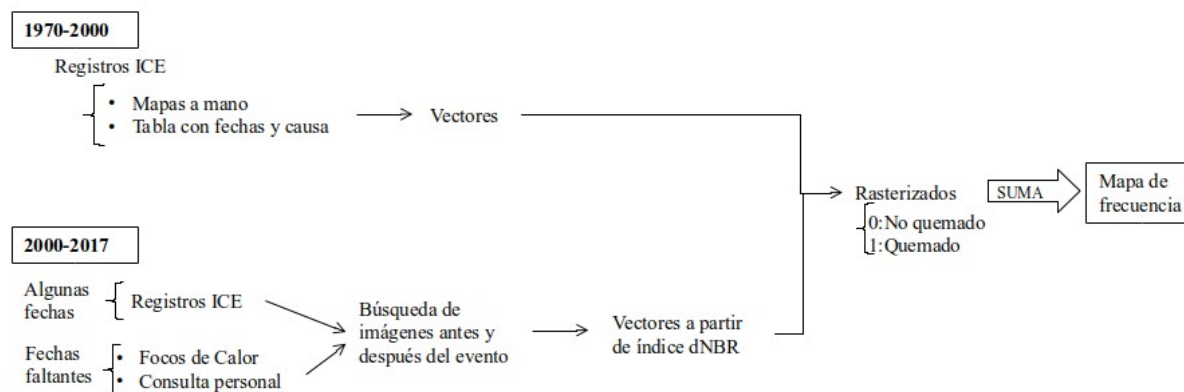 1970-2000
Registros ICE
• Mapas a mano
• Tabla con fechas y causa
Vectores
Rasterizados
0:No quemado
1:Quemado
SUMA
Mapa de
frecuencia
2000-2017
Algunas
fechas
Registros ICE
Fechas
faltantes
• Focos de Calor
• Consulta personal
Búsqueda de
imágenes antes y
después del evento
Vectores a partir
de índice dNBR